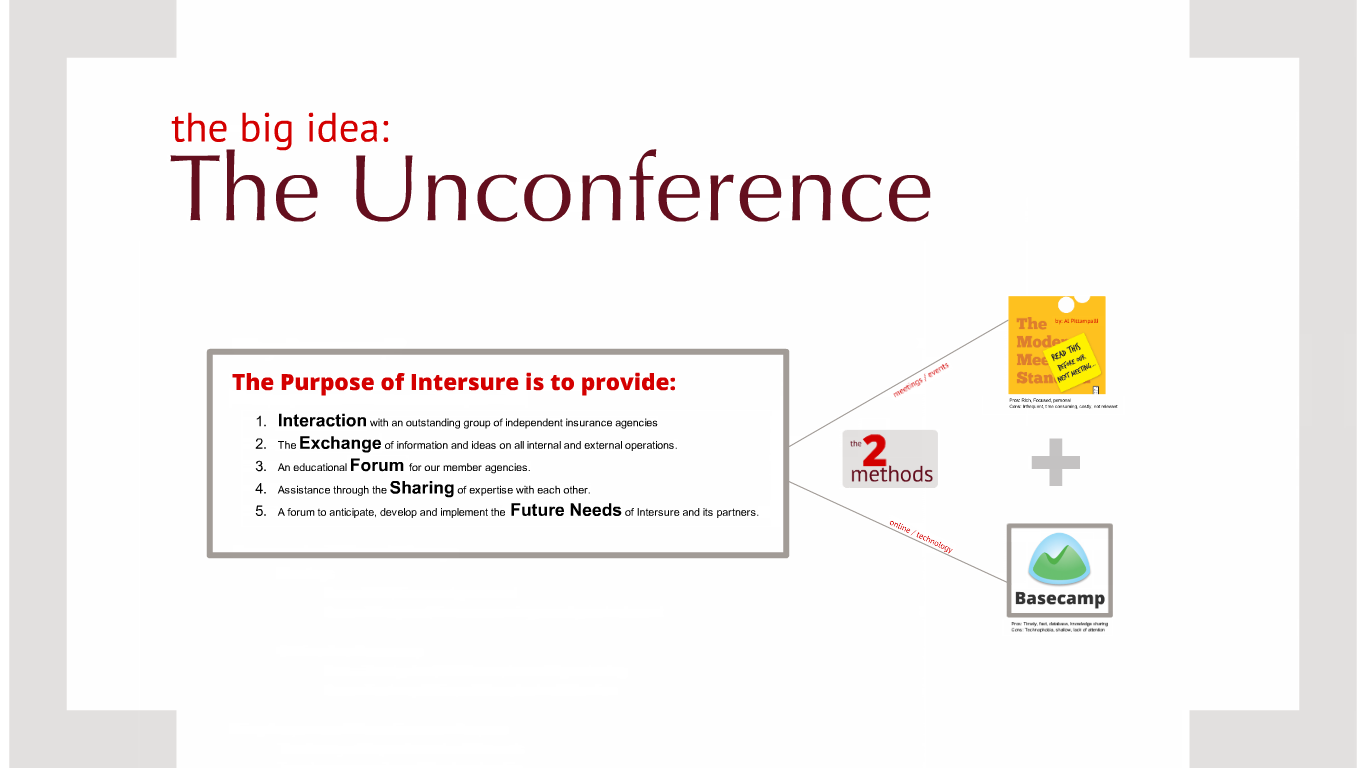 the big idea:
The Unconference
The Purpose of Intersure is to provide:
1. Interaction with an outstanding group of independent insurance agencies
2. The Exchange of information and ideas on all internal and external operations.
3. An educational Forum for our member agencies.
4. Assistance through the Sharing of expertise with each other.
5. A forum to anticipate, develop and implement the Future Needs of Intersure and its partners.
meetings / events
the 2
methods
online / technology
The
by: Al Pittampalli
Mode
Mee
Stan
READ THIS
BEFORE OUR
NEXT MEETING...
Pros: Rich, Focused, personal
Cons: Infrequent, time consuming, costly, not relevant
Basecamp
Pros: Timely, fast, database, knowledge sharing
Cons: Technophobia, shallow, lack of attention